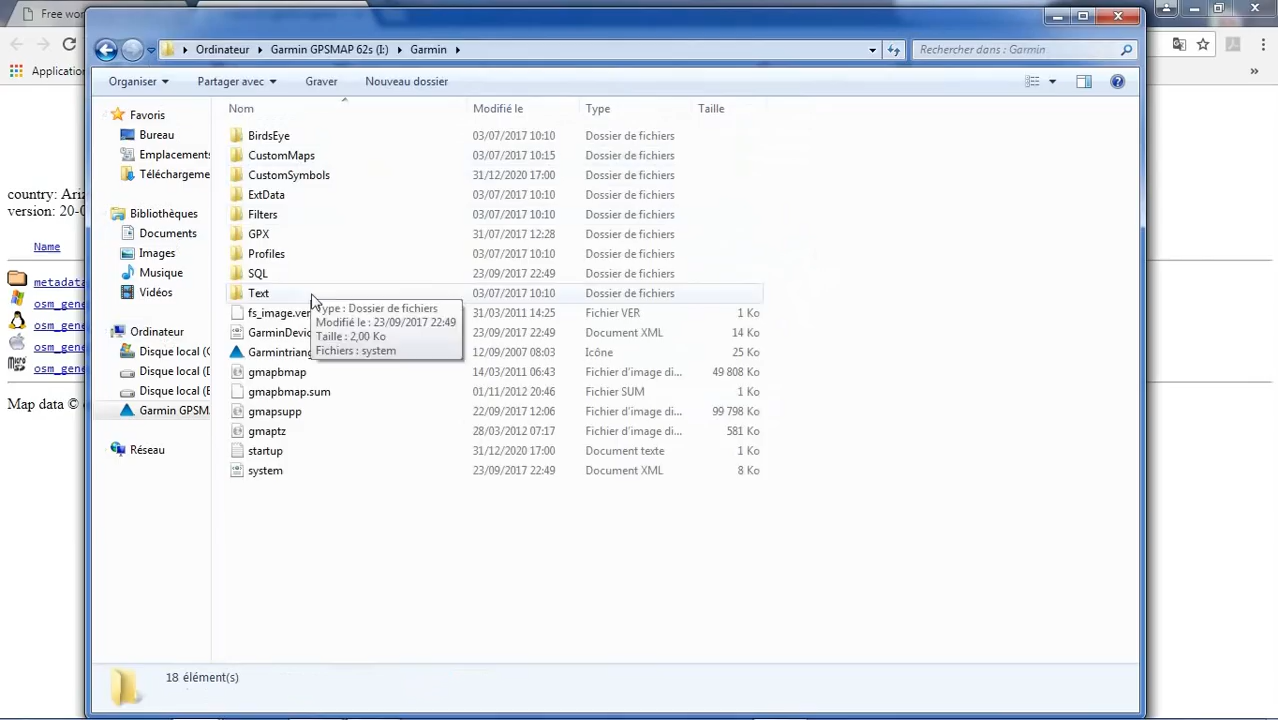 Free wo
Ordinateur ▸ Garmin GPSMAP 62s (I:) ▸ Garmin ▸
Rechercher dans : Garmin
Application
»
Organiser Partager avec Graver Nouveau dossier
Nom Modifié le Type Taille
Favoris
Bureau
Emplacements
Téléchargeme
Bibliothèques
Documents
Images
Musique
Vidéos
Ordinateur
Disque local (C
Disque local (D
Disque local (E
Garmin GPSMA
Réseau
BirdsEye 03/07/2017 10:10 Dossier de fichiers
CustomMaps 03/07/2017 10:15 Dossier de fichiers
CustomSymbols 31/12/2020 17:00 Dossier de fichiers
ExtData 03/07/2017 10:10 Dossier de fichiers
Filters 03/07/2017 10:10 Dossier de fichiers
GPX 31/07/2017 12:28 Dossier de fichiers
Profiles 03/07/2017 10:10 Dossier de fichiers
SQL 23/09/2017 22:49 Dossier de fichiers
Text 03/07/2017 10:10 Dossier de fichiers
fs_image.ver 31/03/2011 14:25 Fichier VER 1 Ko
GarminDevic 23/09/2017 22:49 Document XML 14 Ko
Garmintriang 12/09/2007 08:03 Icône 25 Ko
gmapbmap 14/03/2011 06:43 Fichier d'image di... 49 808 Ko
gmapbmap.sum 01/11/2012 20:46 Fichier SUM 1 Ko
gmapsupp 22/09/2017 12:06 Fichier d'image di... 99 798 Ko
gmaptz 28/03/2012 07:17 Fichier d'image di... 581 Ko
startup 31/12/2020 17:00 Document texte 1 Ko
system 23/09/2017 22:49 Document XML 8 Ko
Type : Dossier de fichiers
Modifié le : 23/09/2017 22:49
Taille : 2,00 Ko
Fichiers : system
18 élément(s)
country: Ariz
version: 20-0
Name
metadata
osm_gene
osm_gene
osm_gene
osm_gene
Map data ©